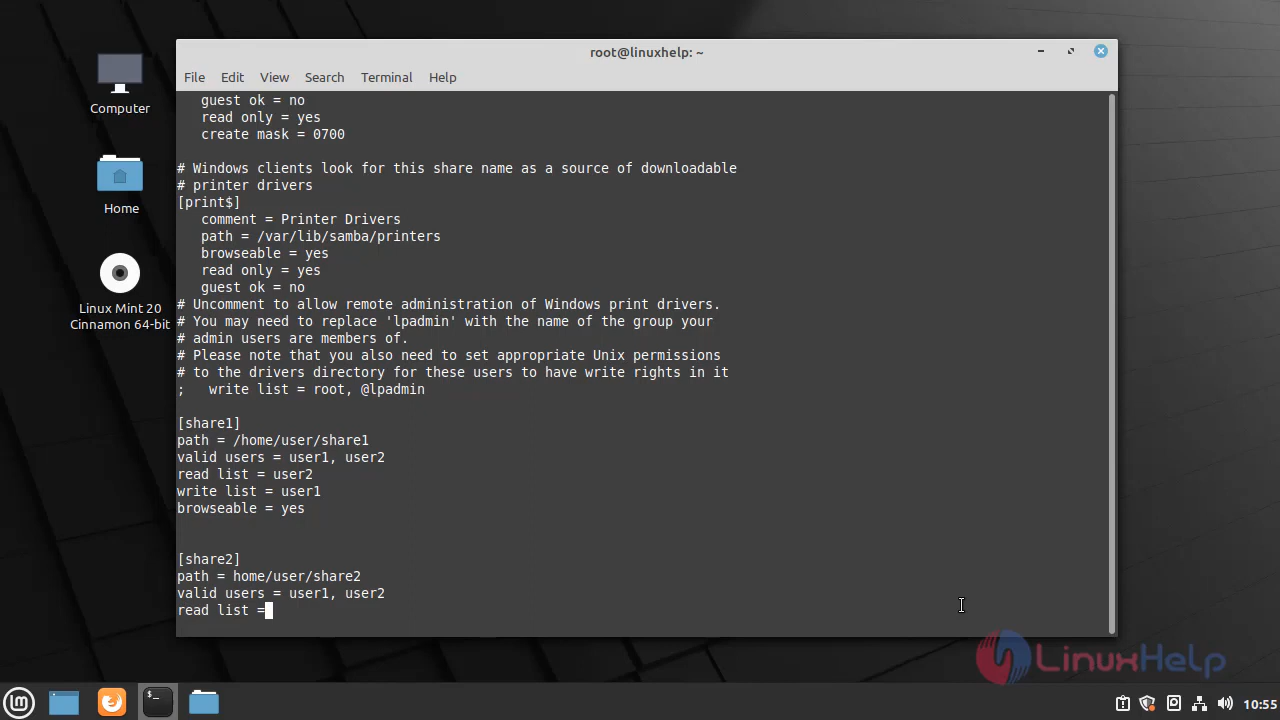 root@linuxhelp: ~
File Edit View Search Terminal Help
guest ok = no
read only = yes
create mask = 0700
# Windows clients look for this share name as a source of downloadable
# printer drivers
[print$]
comment = Printer Drivers
path = /var/lib/samba/printers
browseable = yes
read only = yes
guest ok = no
# Uncomment to allow remote administration of Windows print drivers.
# You may need to replace 'lpadmin' with the name of the group your
# admin users are members of.
# Please note that you also need to set appropriate Unix permissions
# to the drivers directory for these users to have write rights in it
;   write list = root, @lpadmin
[share1]
path = /home/user/share1
valid users = user1, user2
read list = user2
write list = user1
browseable = yes
[share2]
path = home/user/share2
valid users = user1, user2
read list =
Computer
Home
Linux Mint 20
Cinnamon 64-bit
LinuxHelp
10:55